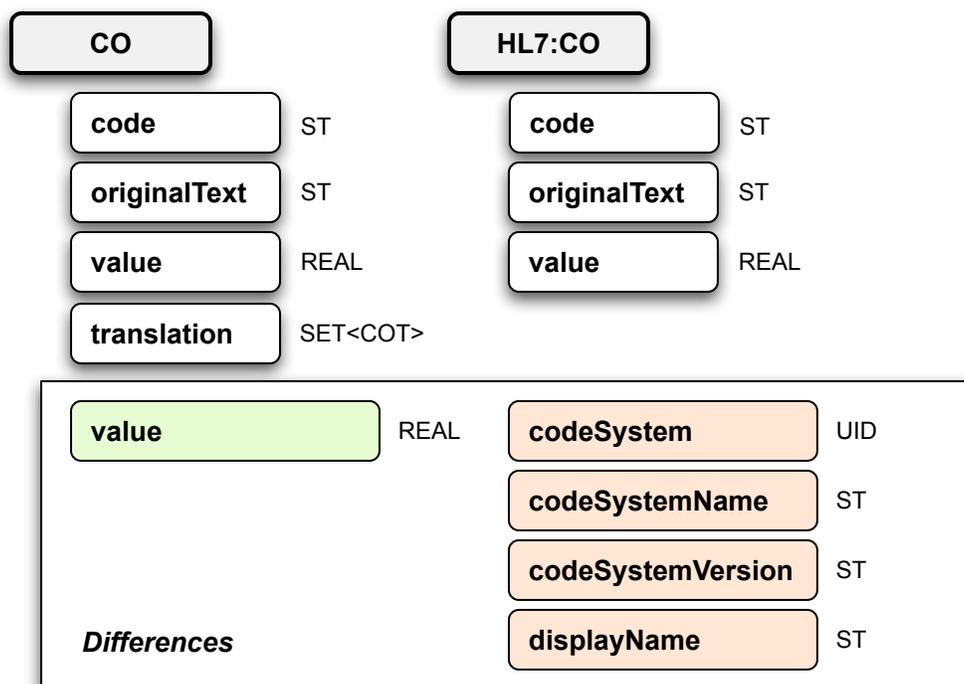 CO
HL7:CO
code ST
code ST
originalText ST
originalText ST
value REAL
value REAL
translation SET<COT>
value REAL
codeSystem UID
codeSystemName ST
codeSystemVersion ST
Differences
displayName ST